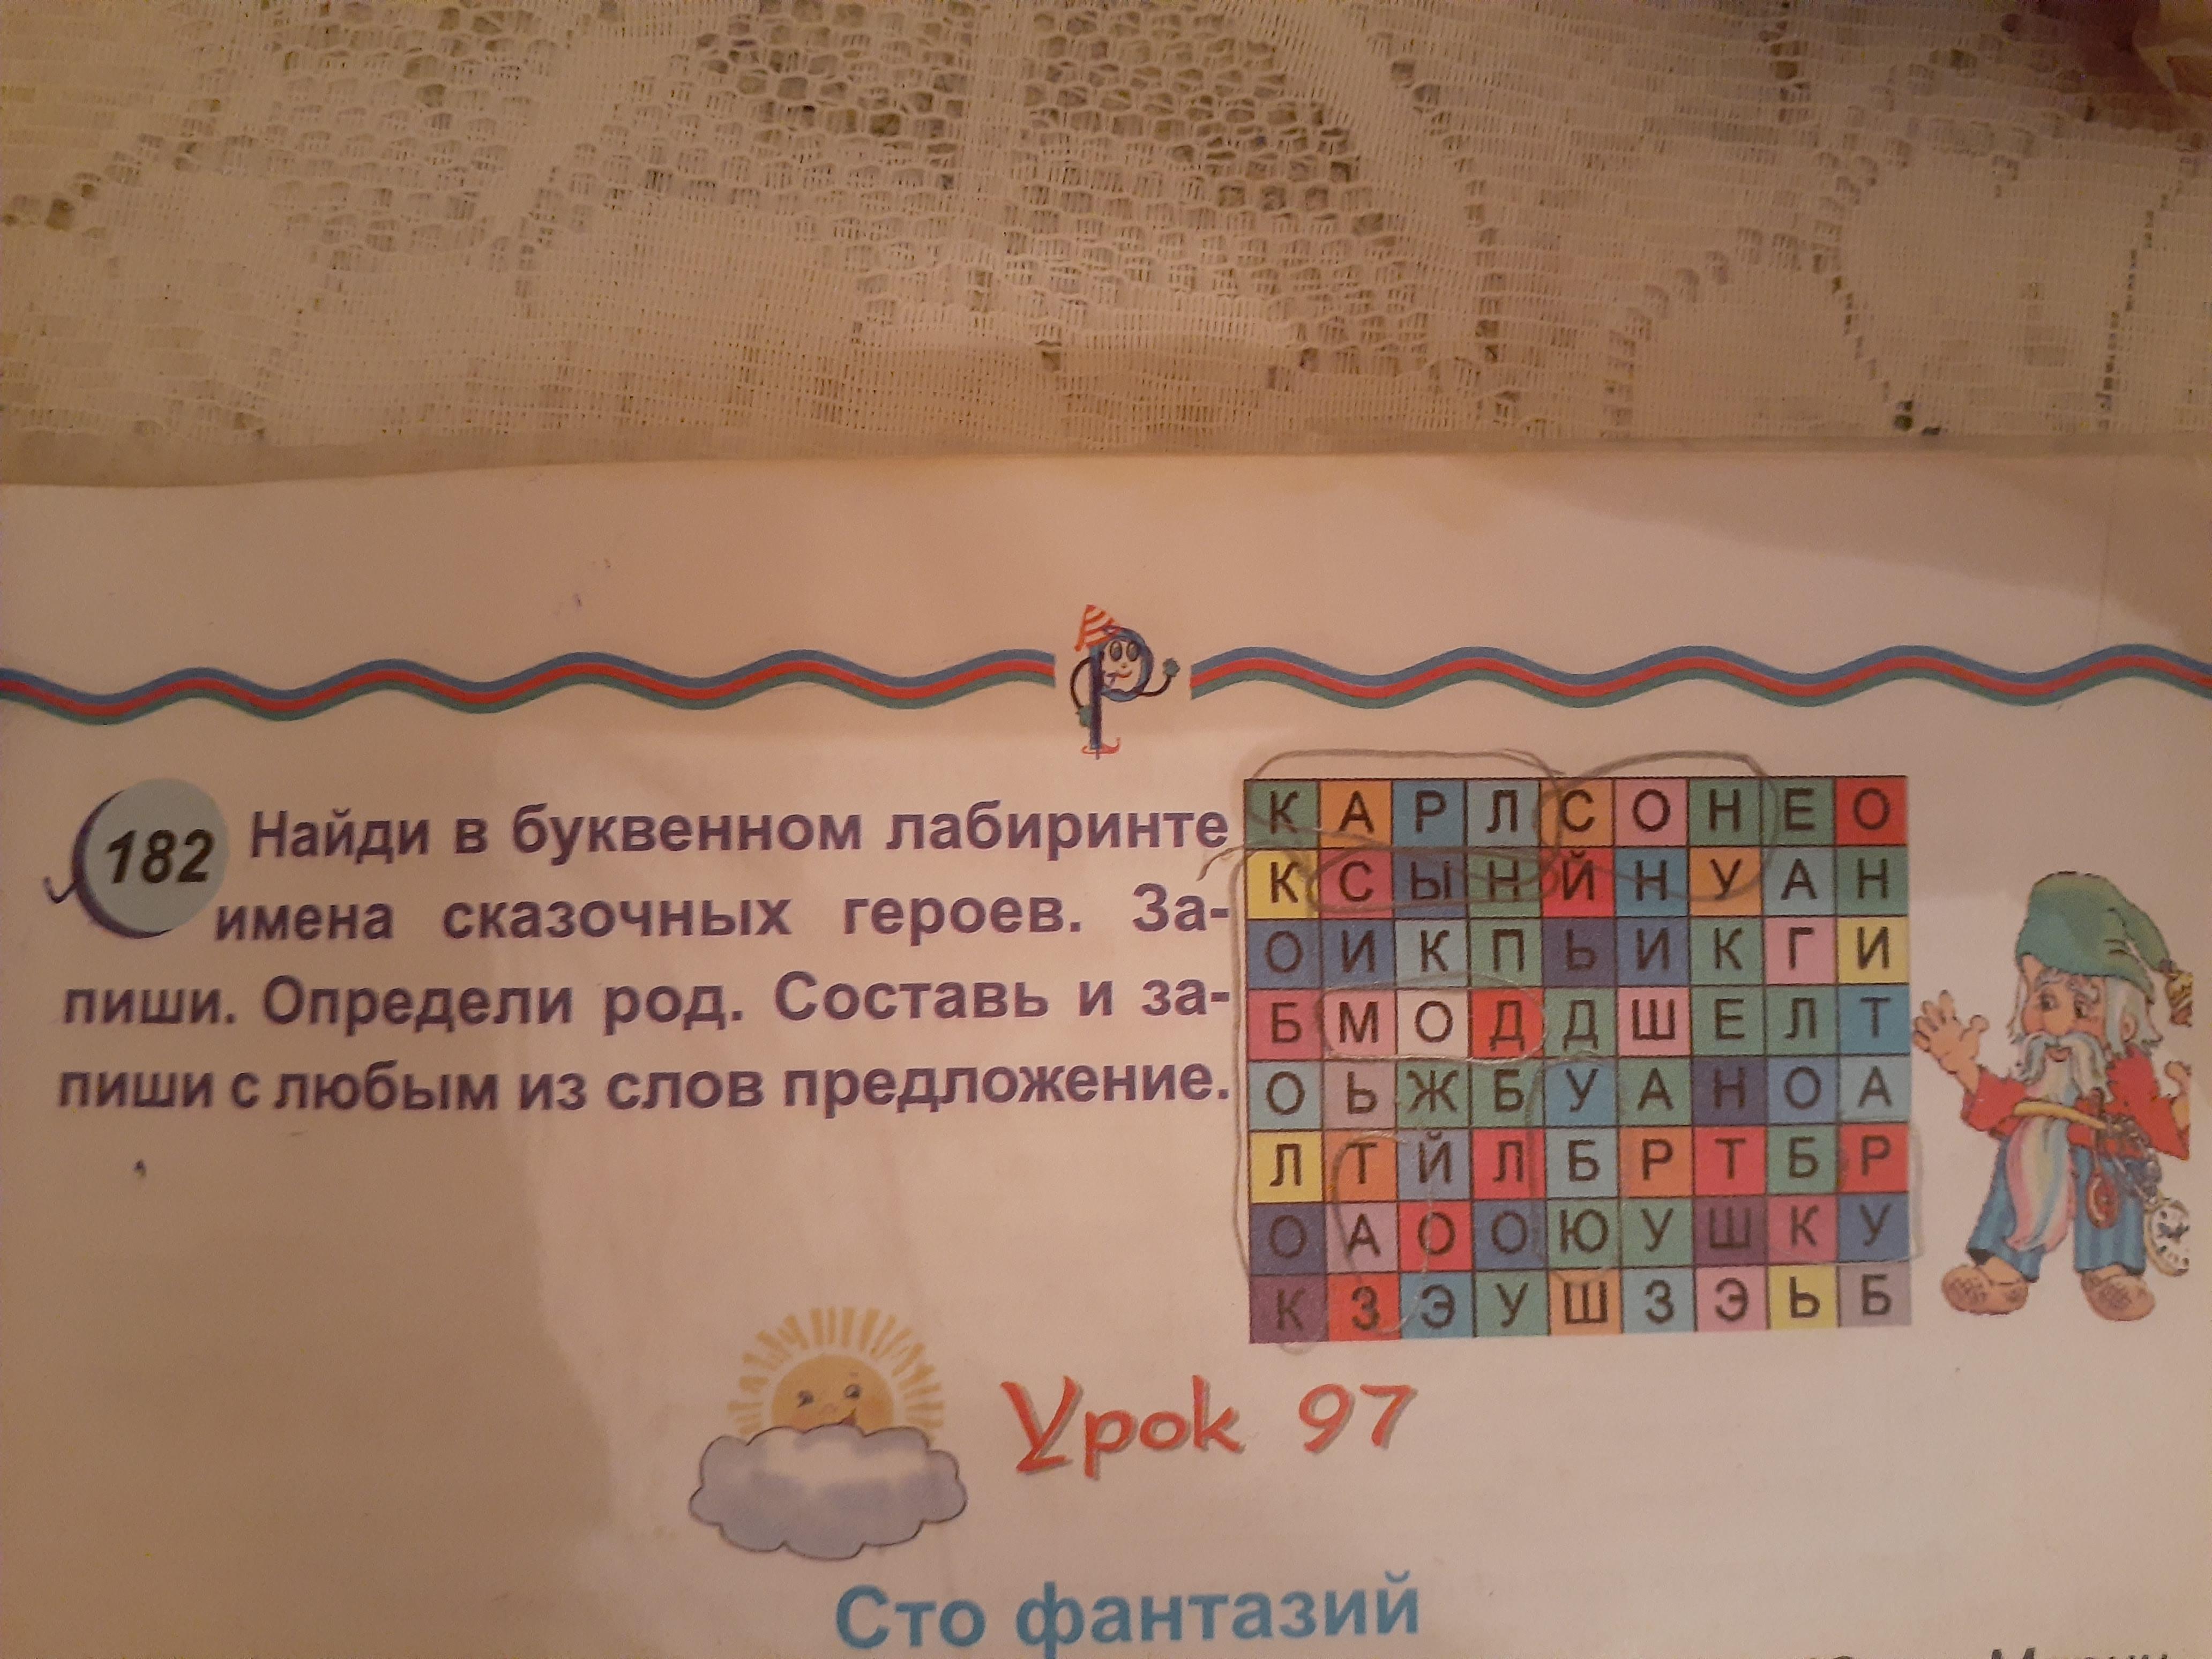 182 Найди в буквенном лабиринте
имена сказочных героев. За-
пиши. Определи род. Составь и за-
пиши с любым из слов предложение.
К А Р Л С О Н Е О
К С Ы Н Й Н У А Н
О И К П Ь И К Г И
Б М О Д Д Ш Е Л Т
О Ь Ж Б У А Н О А
Л Т Й Л Б Р Т Б Р
О А О О Ю У Ш К У
К З Э У Ш З Э Ь Б
Урок 97
Сто фантазий